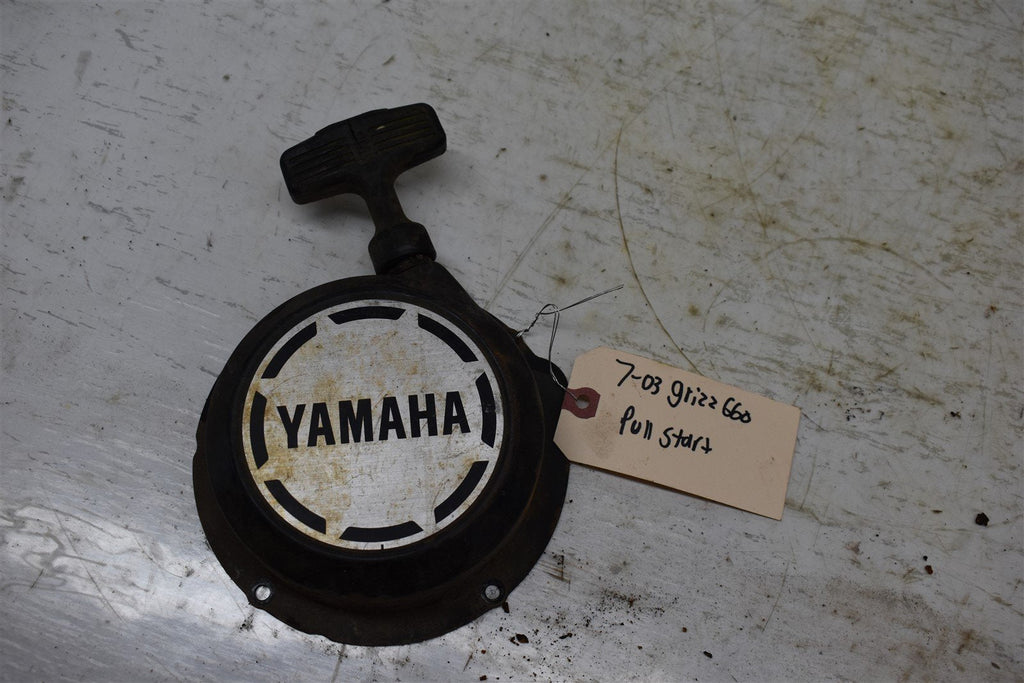 YAMAHA
7-03 grizz 660
Pull Start